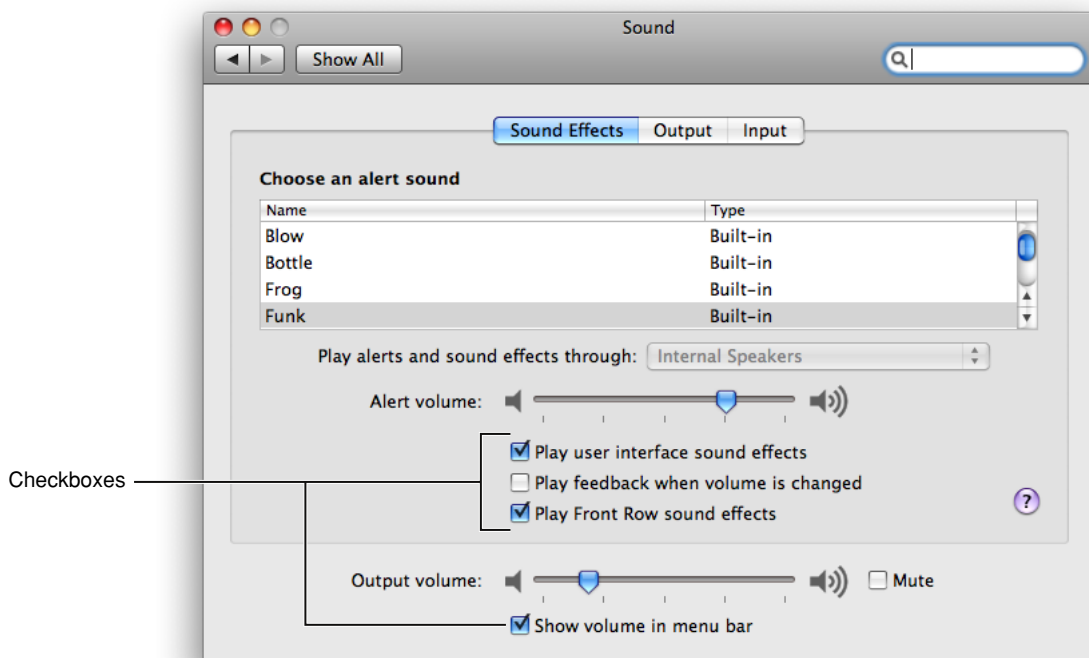 Sound
Show All
Sound Effects Output Input
Choose an alert sound
Name Type
Blow Built-in
Bottle Built-in
Frog Built-in
Funk Built-in
Play alerts and sound effects through: Internal Speakers
Alert volume:
Play user interface sound effects
Checkboxes
Play feedback when volume is changed
?
Play Front Row sound effects
Output volume: Mute
Show volume in menu bar